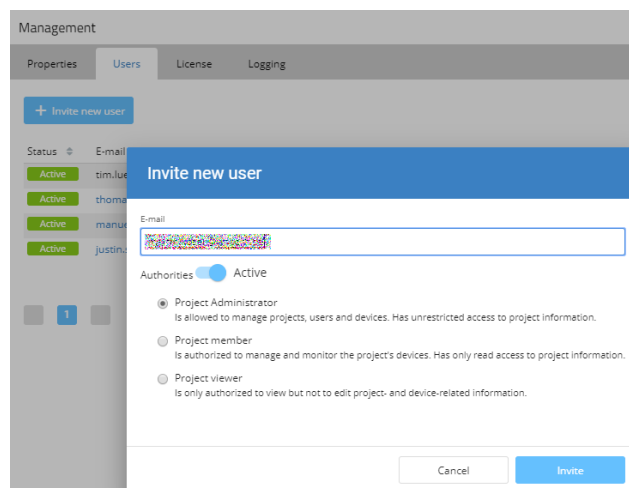 Management
Properties Users License Logging
+ Invite new user
Status E-mail
Active tim.lue
Active thoma
Active manue
Active justin.
1
Invite new user
E-mail
Authorities Active
Project Administrator
Is allowed to manage projects, users and devices. Has unrestricted access to project information.
Project member
Is authorized to manage and monitor the project's devices. Has only read access to project information.
Project viewer
Is only authorized to view but not to edit project- and device-related information.
Cancel Invite